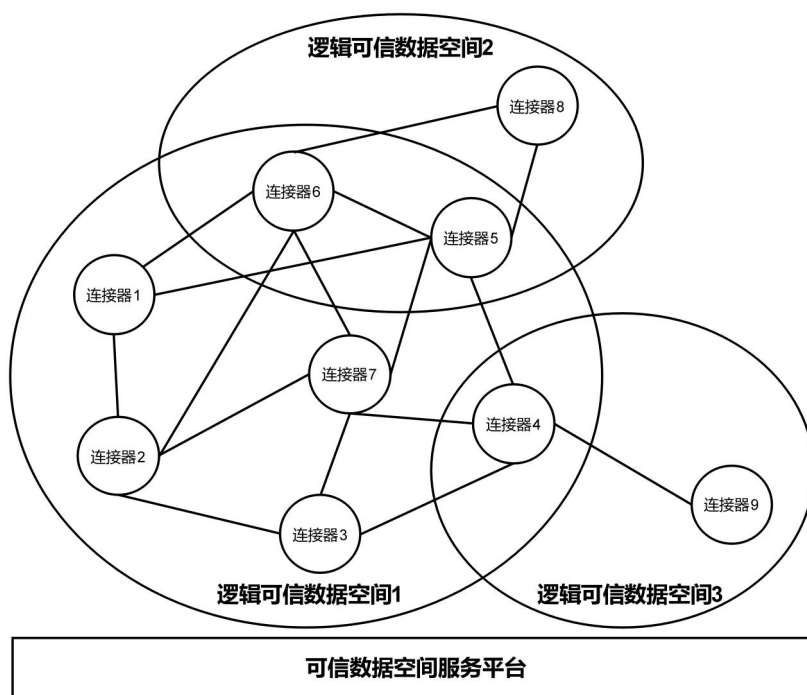 逻辑可信数据空间2
连接器8
连接器6
连接器5
连接器1
连接器7
连接器4
连接器2
连接器9
连接器3
逻辑可信数据空间1
逻辑可信数据空间3
可信数据空间服务平台